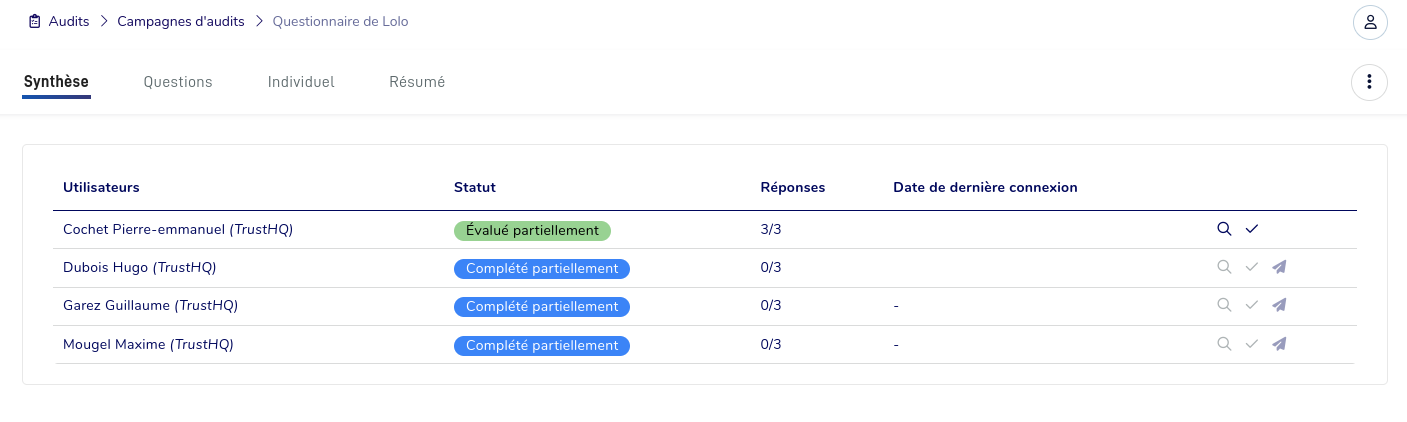 Audits > Campagnes d'audits > Questionnaire de Lolo
Synthèse Questions Individuel Résumé
Utilisateurs Statut Réponses Date de dernière connexion
Cochet Pierre-emmanuel (TrustHQ) Évalué partiellement 3/3
Dubois Hugo (TrustHQ) Complété partiellement 0/3
Garez Guillaume (TrustHQ) Complété partiellement 0/3 -
Mougel Maxime (TrustHQ) Complété partiellement 0/3 -